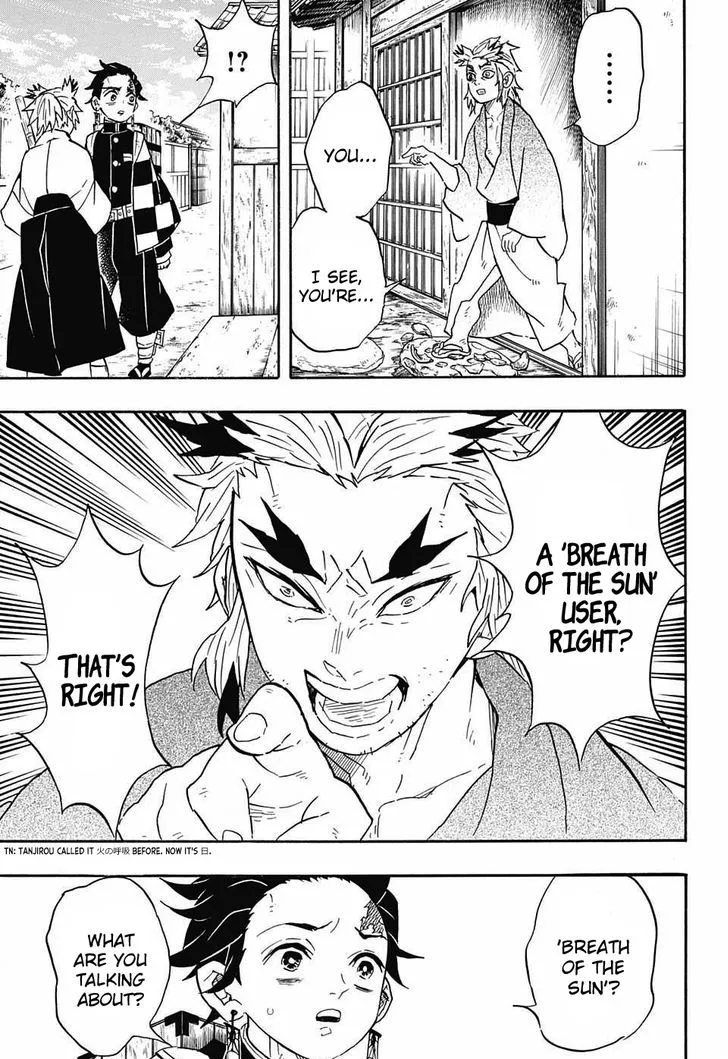 ......
YOU...
I SEE,
YOU'RE...
!?
A 'BREATH
OF THE SUN'
USER,
RIGHT?
THAT'S
RIGHT!
TN: TANJIROU CALLED IT 火の呼吸 BEFORE. NOW IT'S 日.
'BREATH
OF THE
SUN'?
WHAT
ARE YOU
TALKING
ABOUT?